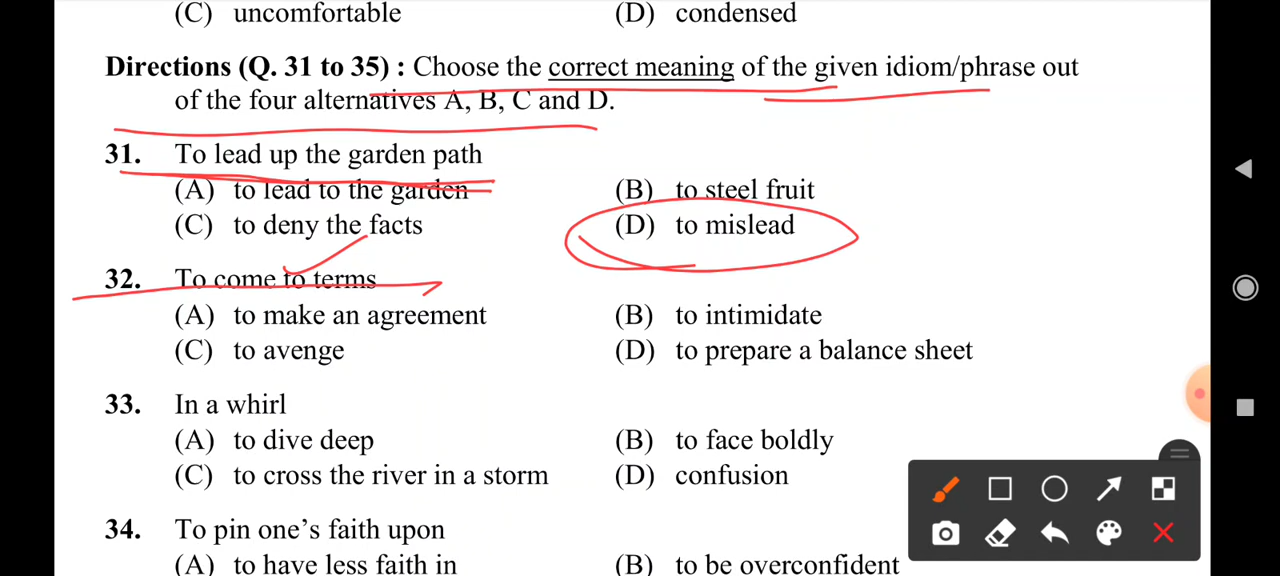 (C) uncomfortable (D) condensed
Directions (Q. 31 to 35) : Choose the correct meaning of the given idiom/phrase out
of the four alternatives A, B, C and D.
31. To lead up the garden path
(A) to lead to the garden (B) to steel fruit
(C) to deny the facts (D) to mislead
32. To come to terms
(A) to make an agreement (B) to intimidate
(C) to avenge (D) to prepare a balance sheet
33. In a whirl
(A) to dive deep (B) to face boldly
(C) to cross the river in a storm (D) confusion
34. To pin one’s faith upon
(A) to have less faith in (B) to be overconfident